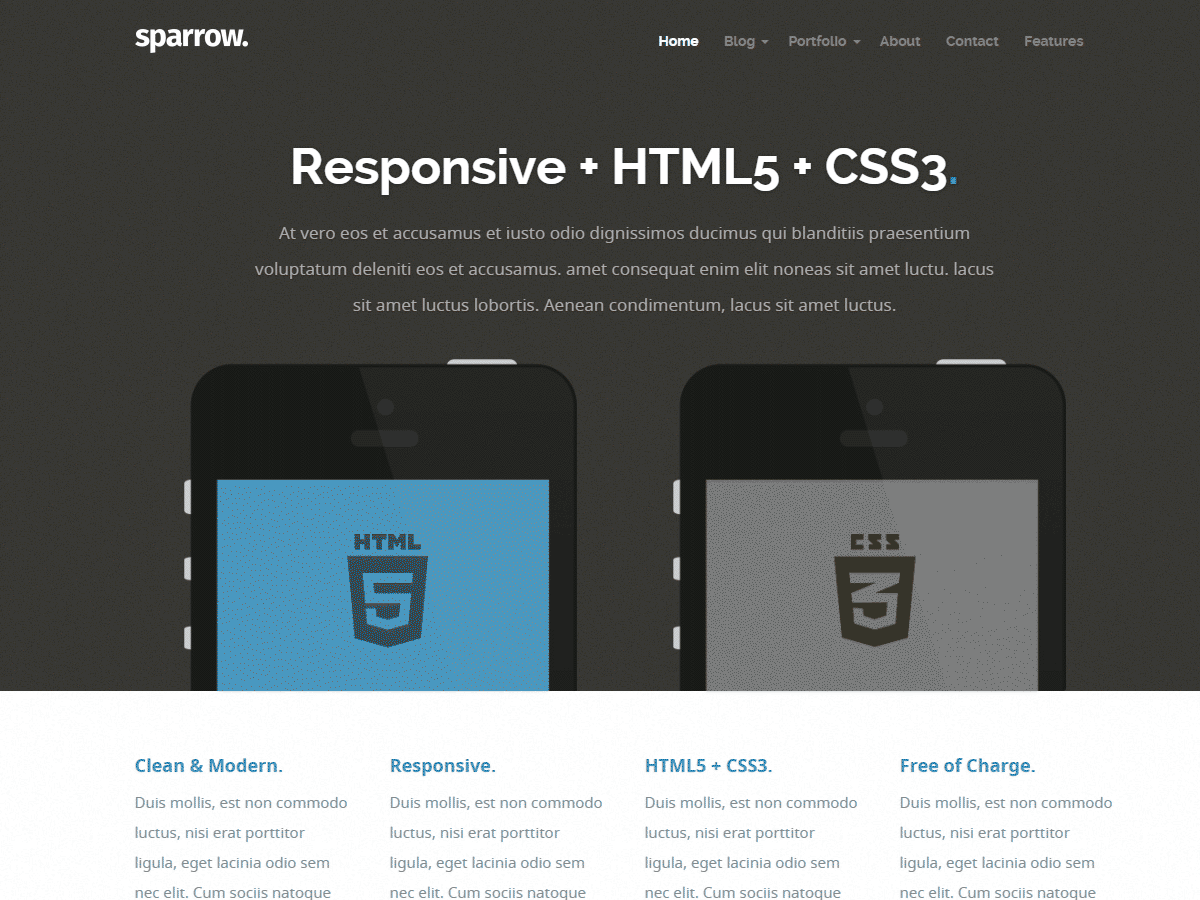 sparrow.
Home Blog Portfolio About Contact Features
Responsive + HTML5 + CSS3.
At vero eos et accusamus et iusto odio dignissimos ducimus qui blanditiis praesentium
voluptatum deleniti eos et accusamus. amet consequat enim elit noneas sit amet luctu. lacus
sit amet luctus lobortis. Aenean condimentum, lacus sit amet luctus.
HTML
5
CSS
3
Clean & Modern.
Duis mollis, est non commodo
luctus, nisi erat porttitor
ligula, eget lacinia odio sem
nec elit. Cum sociis natoque
Responsive.
Duis mollis, est non commodo
luctus, nisi erat porttitor
ligula, eget lacinia odio sem
nec elit. Cum sociis natoque
HTML5 + CSS3.
Duis mollis, est non commodo
luctus, nisi erat porttitor
ligula, eget lacinia odio sem
nec elit. Cum sociis natoque
Free of Charge.
Duis mollis, est non commodo
luctus, nisi erat porttitor
ligula, eget lacinia odio sem
nec elit. Cum sociis natoque